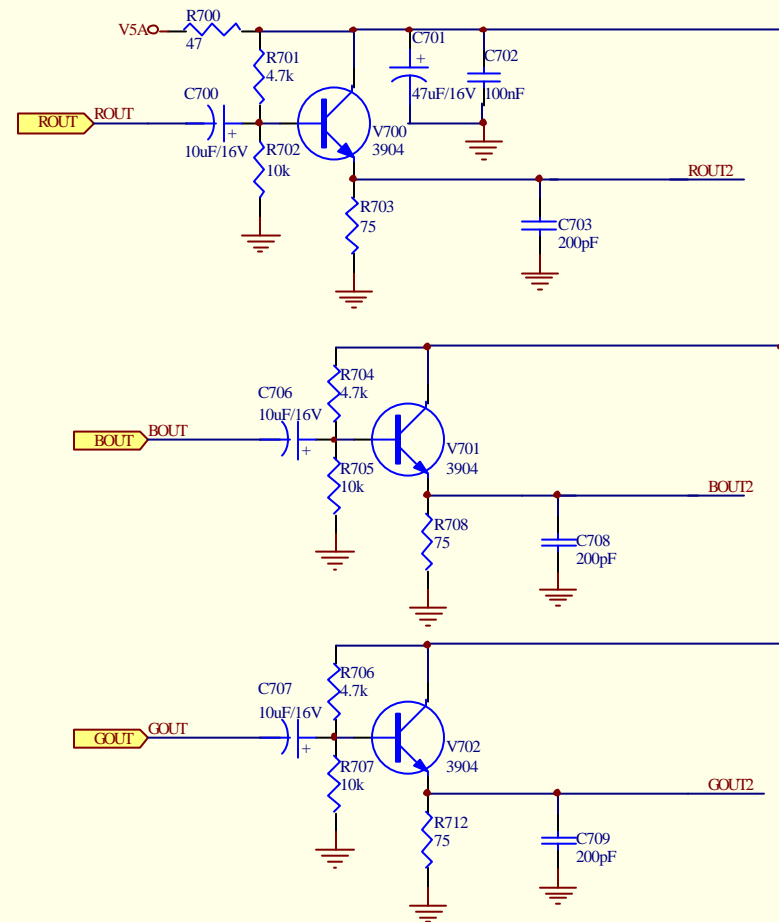 V5A
R700
47
R701
4.7k
C701
+
47uF/16V
C702
100nF
C700
+
10uF/16V
ROUT
ROUT
R702
10k
V700
3904
ROUT2
R703
75
C703
200pF
C706
10uF/16V
+
R704
4.7k
BOUT
BOUT
V701
3904
R705
10k
BOUT2
R708
75
C708
200pF
C707
10uF/16V
+
R706
4.7k
GOUT
GOUT
V702
3904
R707
10k
GOUT2
R712
75
C709
200pF